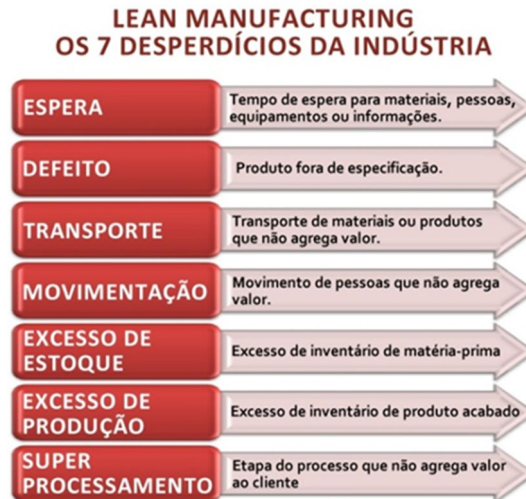 LEAN MANUFACTURING
OS 7 DESPERDÍCIOS DA INDÚSTRIA
ESPERA
Tempo de espera para materiais, pessoas,
equipamentos ou informações.
DEFEITO
Produto fora de especificação.
TRANSPORTE
Transporte de materiais ou produtos
que não agrega valor.
MOVIMENTAÇÃO
Movimento de pessoas que não agrega
valor.
EXCESSO DE
ESTOQUE
Excesso de inventário de matéria-prima
EXCESSO DE
PRODUÇÃO
Excesso de inventário de produto acabado
SUPER
PROCESSAMENTO
Etapa do processo que não agrega valor
ao cliente